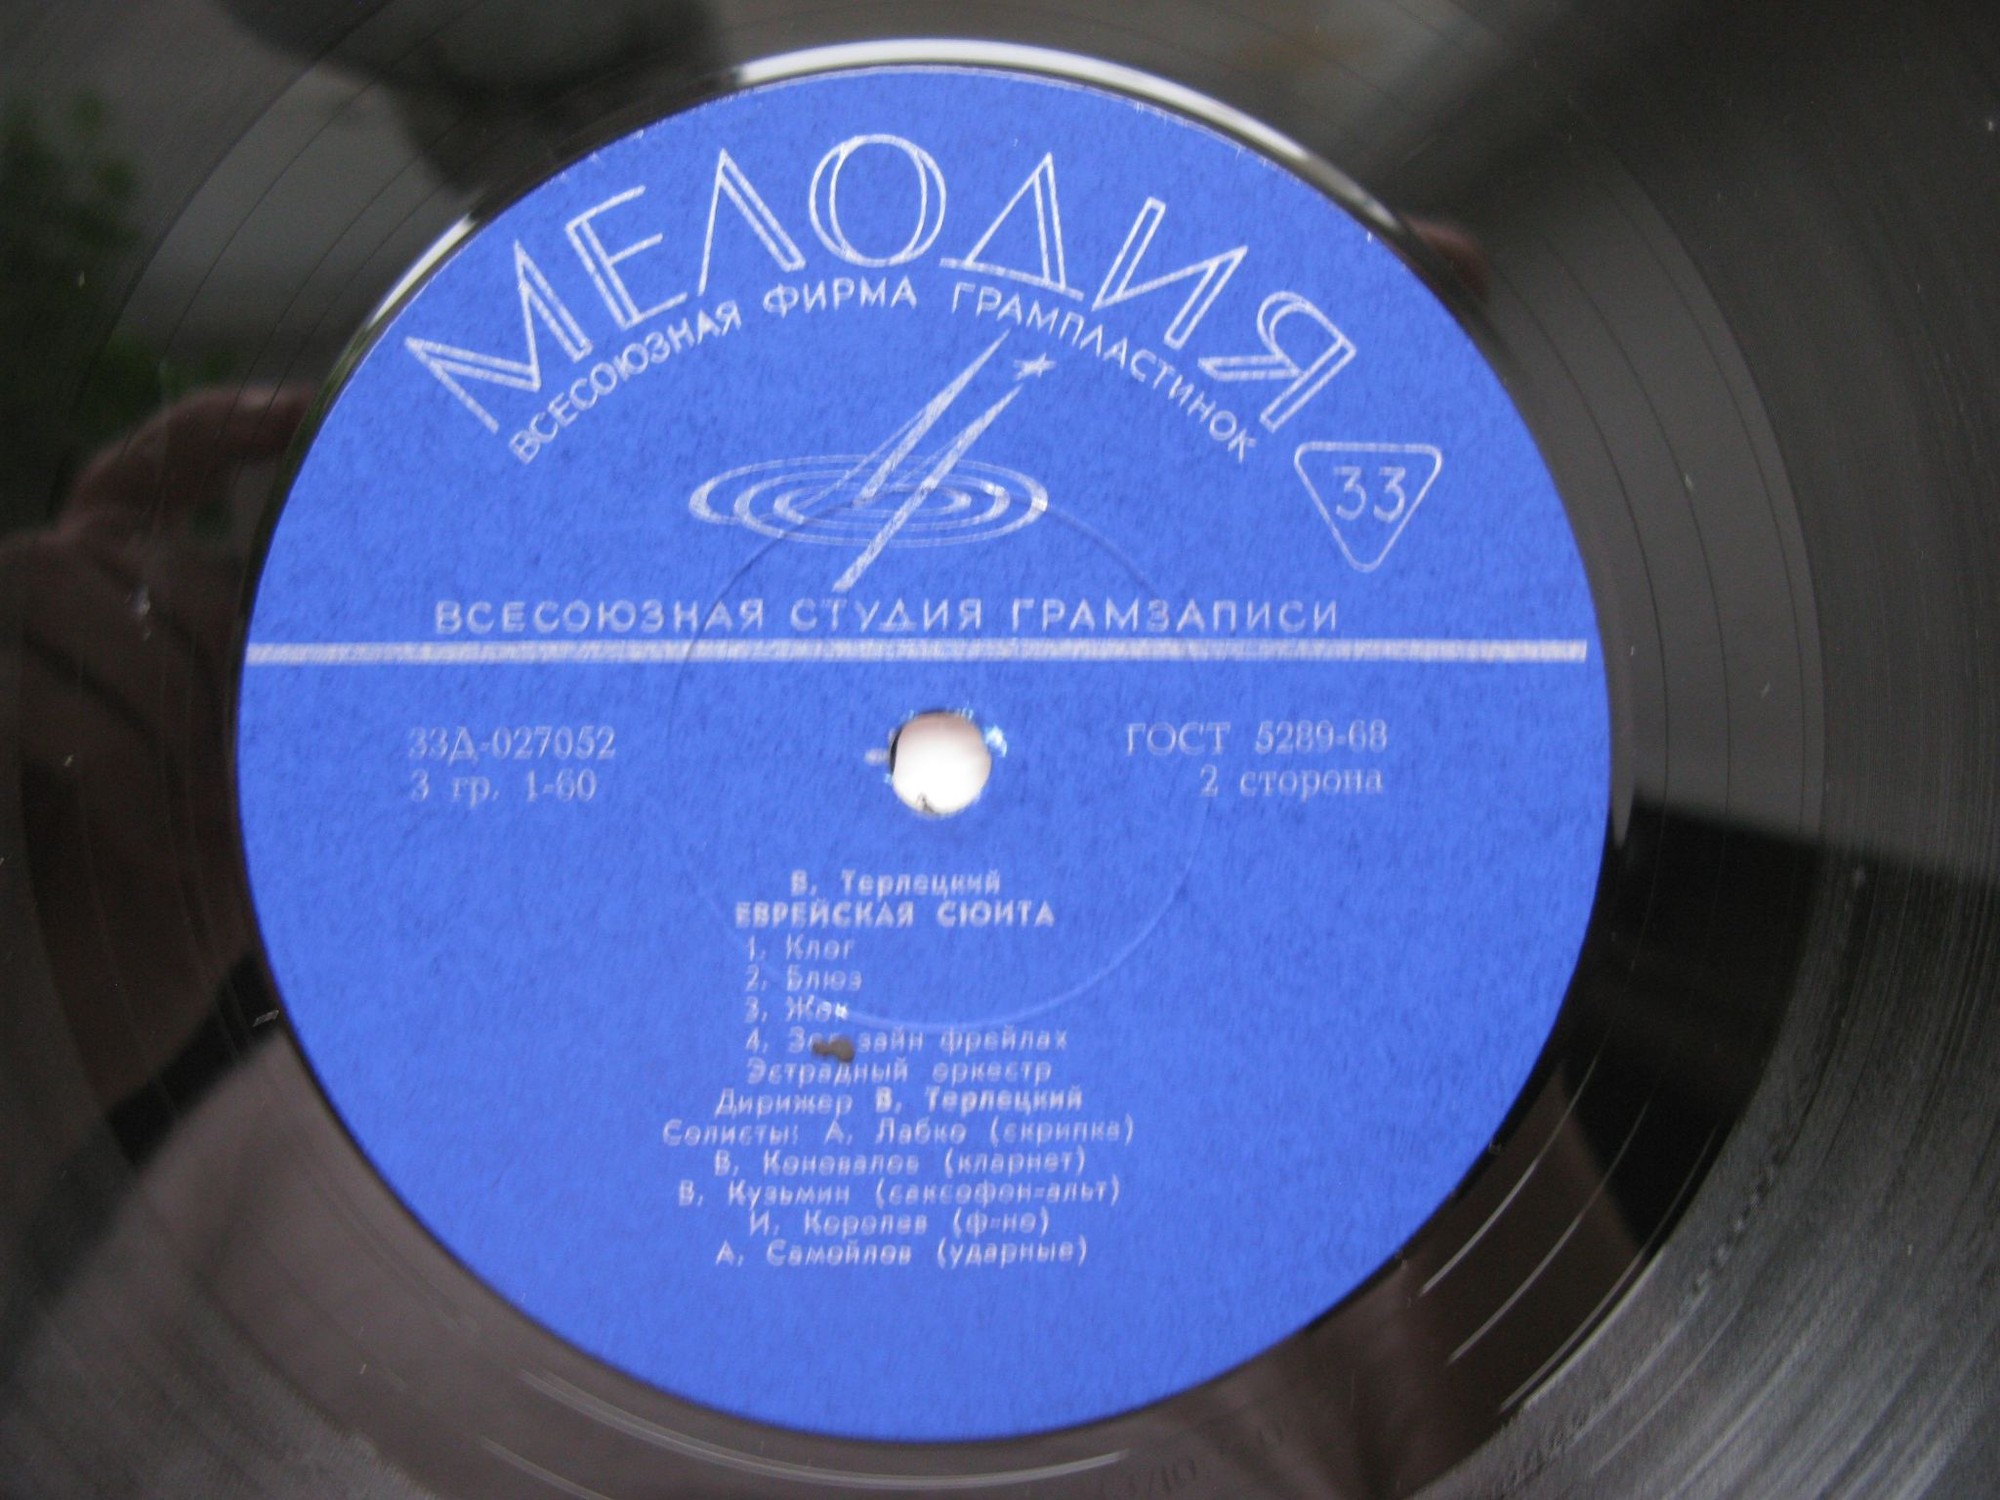 МЕЛОДИЯ
ВСЕСОЮЗНАЯ ФИРМА ГРАМПЛАСТИНОК
33
ВСЕСОЮЗНАЯ СТУДИЯ ГРАМЗАПИСИ
33Д-027052
ГОСТ 5289-68
3 гр. 1-60
2 сторона
В. Терлецкий
ЕВРЕЙСКАЯ СЮИТА
1. Клог
2. Блюз
3. Жок
4. зайн фрейлах
Эстрадный оркестр
Дирижер В. Терлецкий
Солисты: А. Лабко (скрипка)
В. Коновалов (кларнет)
В. Кузьмин (саксофон-альт)
И. Королев (ф-но)
А. Самойлов (ударные)